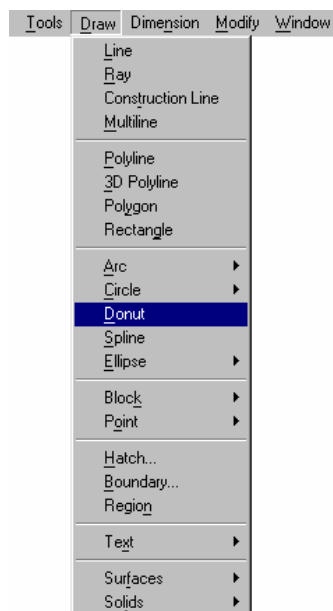 Tools Draw Dimension Modify Window
Line
Ray
Construction Line
Multiline
Polyline
3D Polyline
Polygon
Rectangle
Arc
Circle
Donut
Spline
Ellipse
Block
Point
Hatch...
Boundary...
Region
Text
Surfaces
Solids